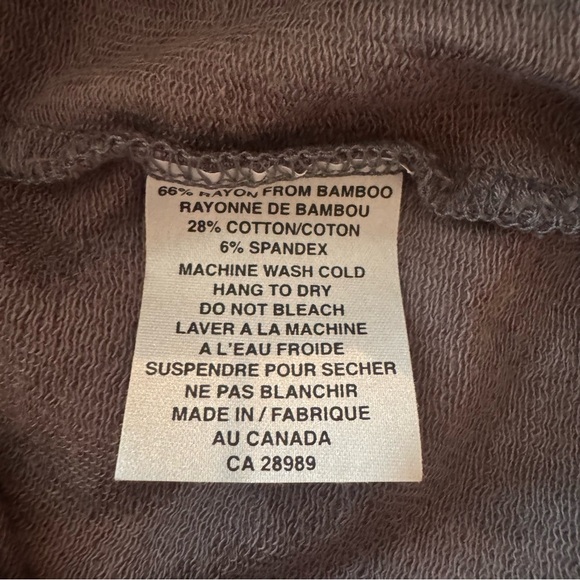 66% RAYON FROM BAMBOO
RAYONNE DE BAMBOU
28% COTTON/COTON
6% SPANDEX
MACHINE WASH COLD
HANG TO DRY
DO NOT BLEACH
LAVER A LA MACHINE
A L'EAU FROIDE
SUSPENDRE POUR SECHER
NE PAS BLANCHIR
MADE IN / FABRIQUE
AU CANADA
CA 28989